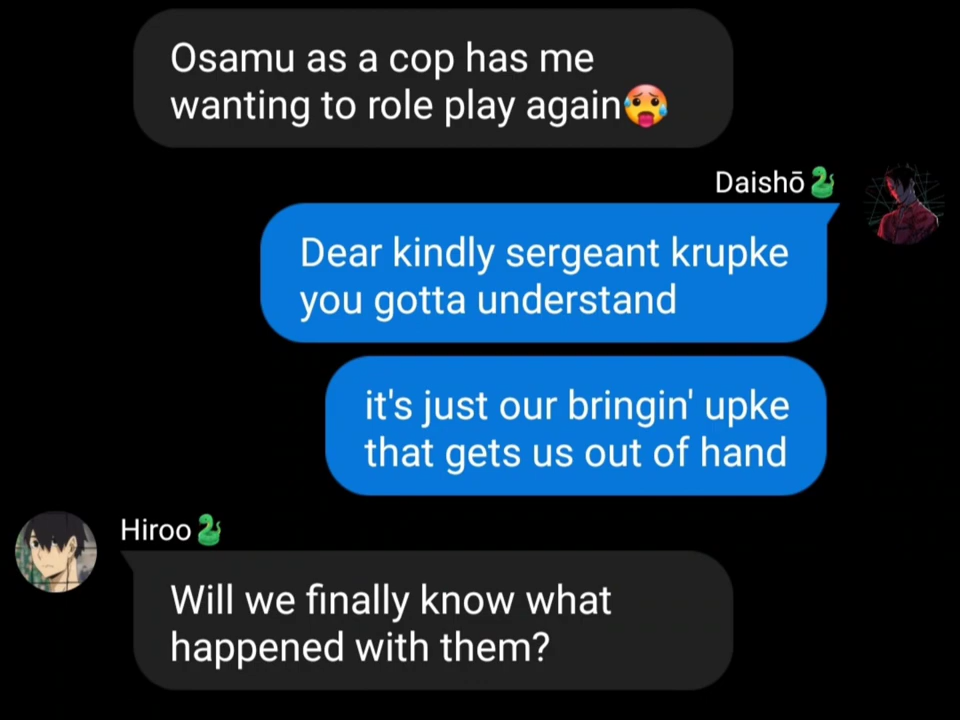 Osamu as a cop has me
wanting to role play again🥵
Daishō🐍
Dear kindly sergeant krupke
you gotta understand
it's just our bringin' upke
that gets us out of hand
Hiroo🐍
Will we finally know what
happened with them?